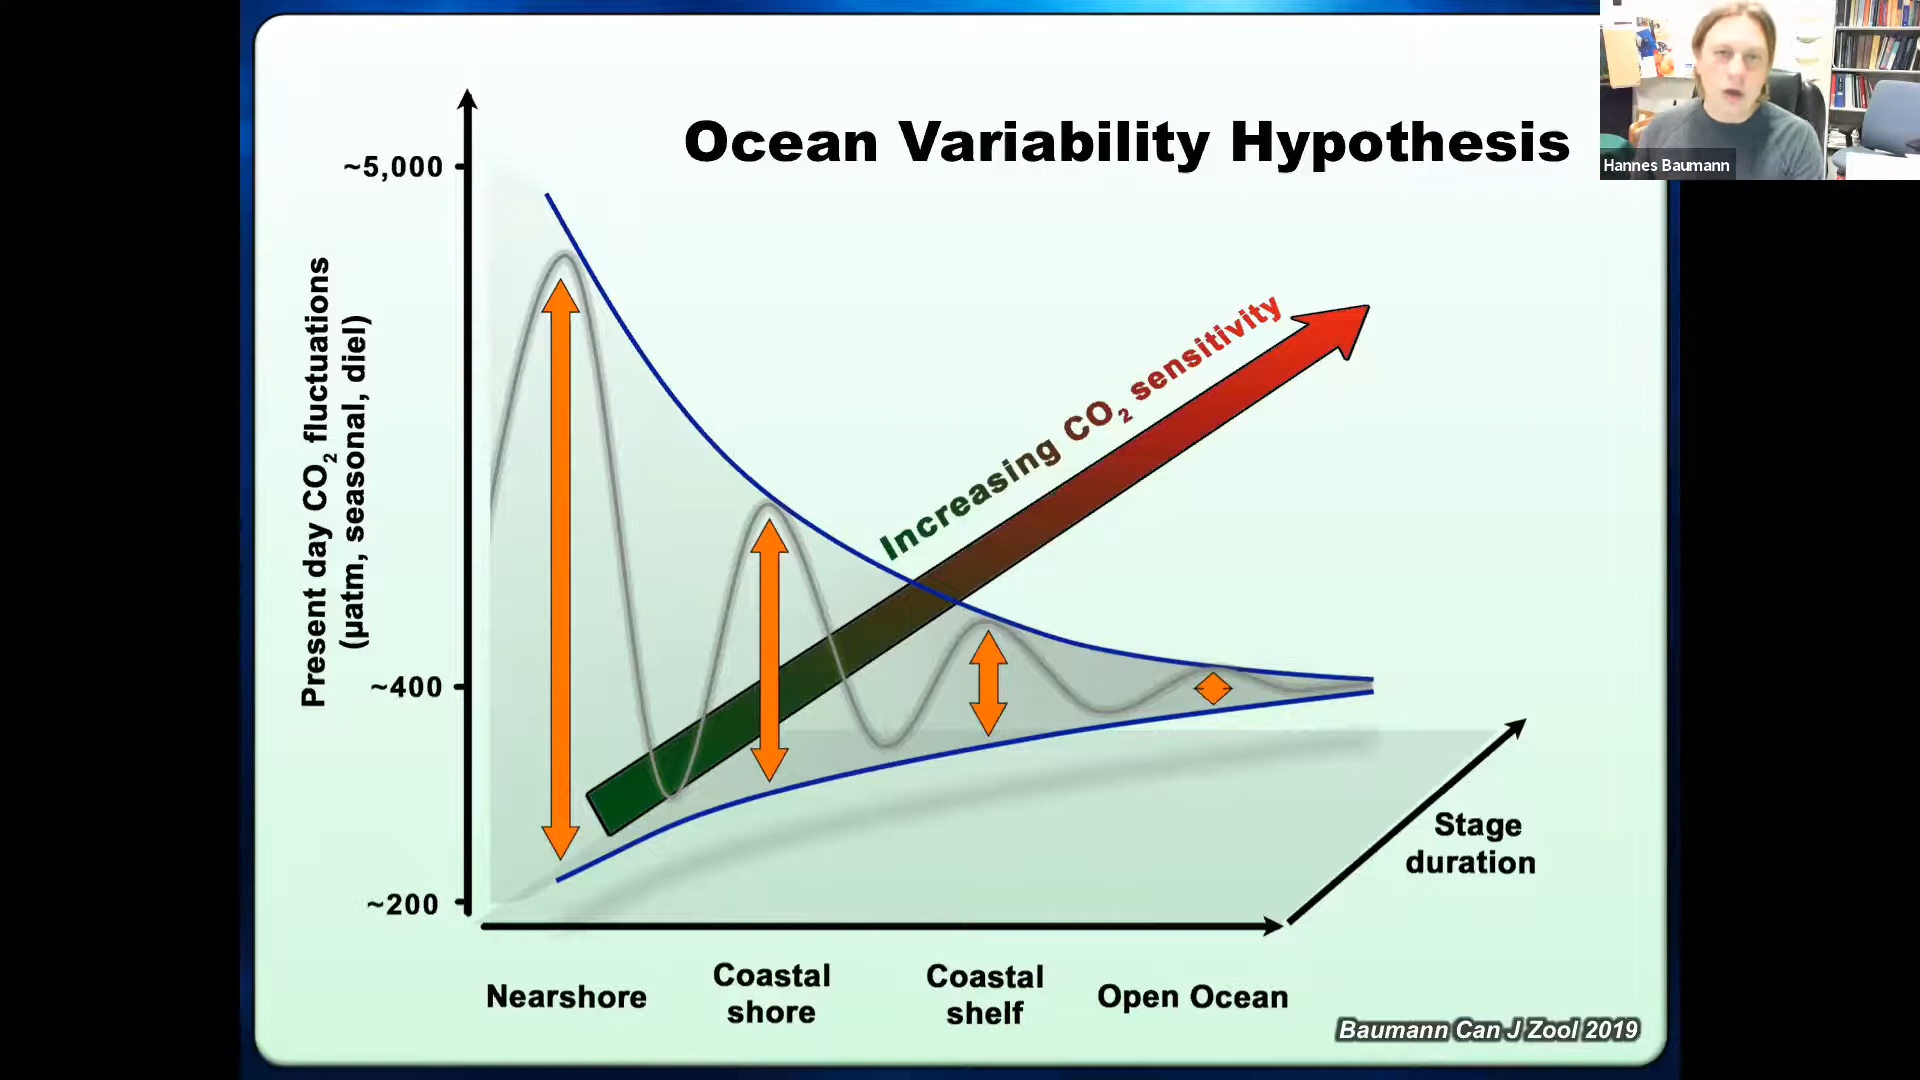 Ocean Variability Hypothesis
Hannes Baumann
~5,000
~400
~200
Present day CO₂ fluctuations
(µatm, seasonal, diel)
Increasing CO₂ sensitivity
Stage
duration
Nearshore
Coastal
shore
Coastal
shelf
Open Ocean
Baumann Can J Zool 2019